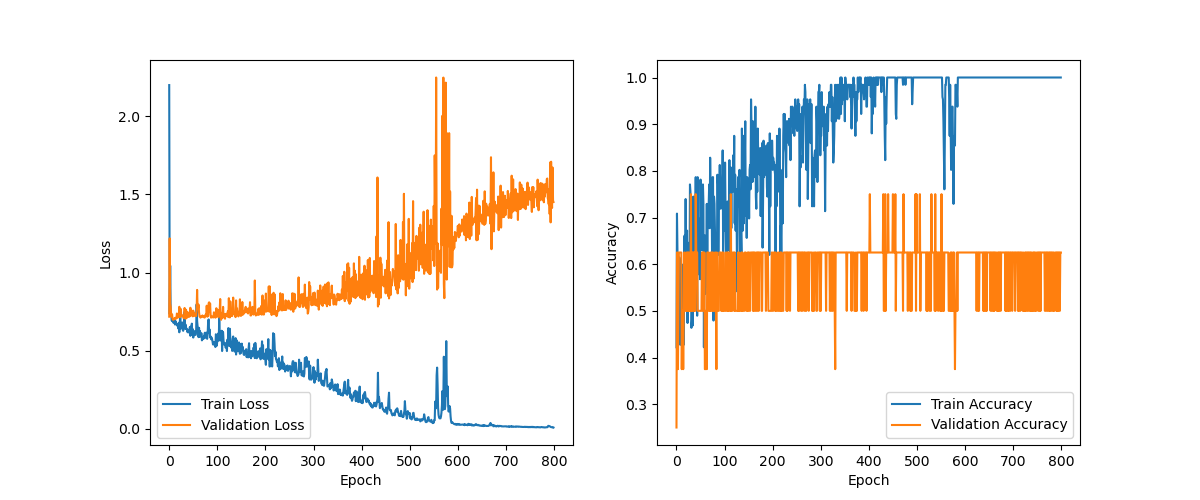 2.0
1.5
1.0
0.5
0.0
Loss
0 100 200 300 400 500 600 700 800
Epoch
Train Loss
Validation Loss
1.0
0.9
0.8
0.7
0.6
0.5
0.4
0.3
Accuracy
0 100 200 300 400 500 600 700 800
Epoch
Train Accuracy
Validation Accuracy